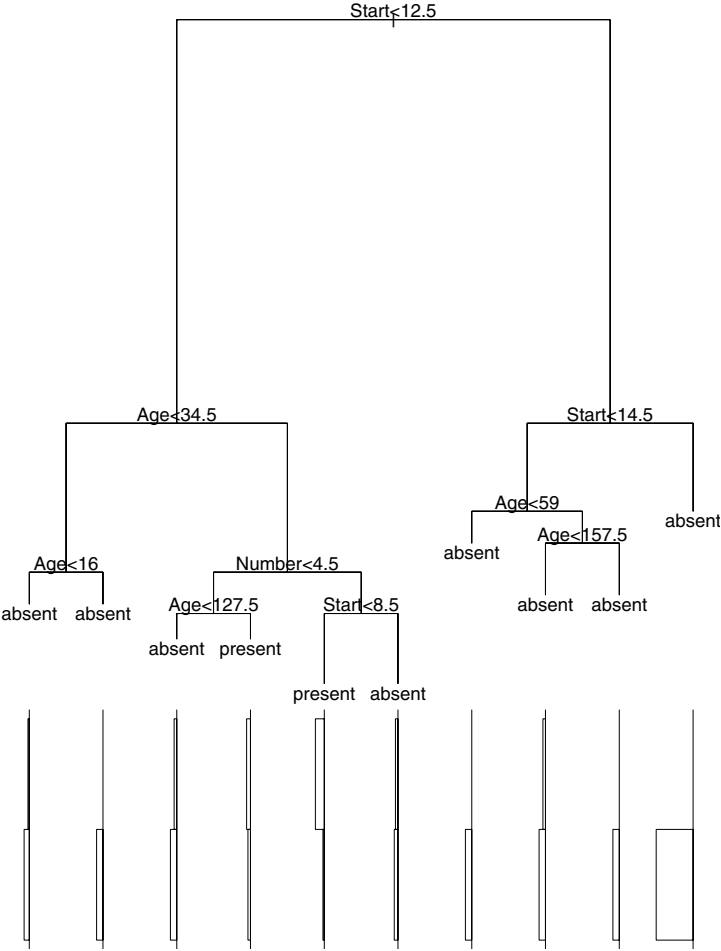 Start<12.5
Age<34.5
Start<14.5
Age<59
absent
Age<157.5
absent
Age<16
Number<4.5
absent
absent
Age<127.5
Start<8.5
absent
absent
absent
present
present
absent